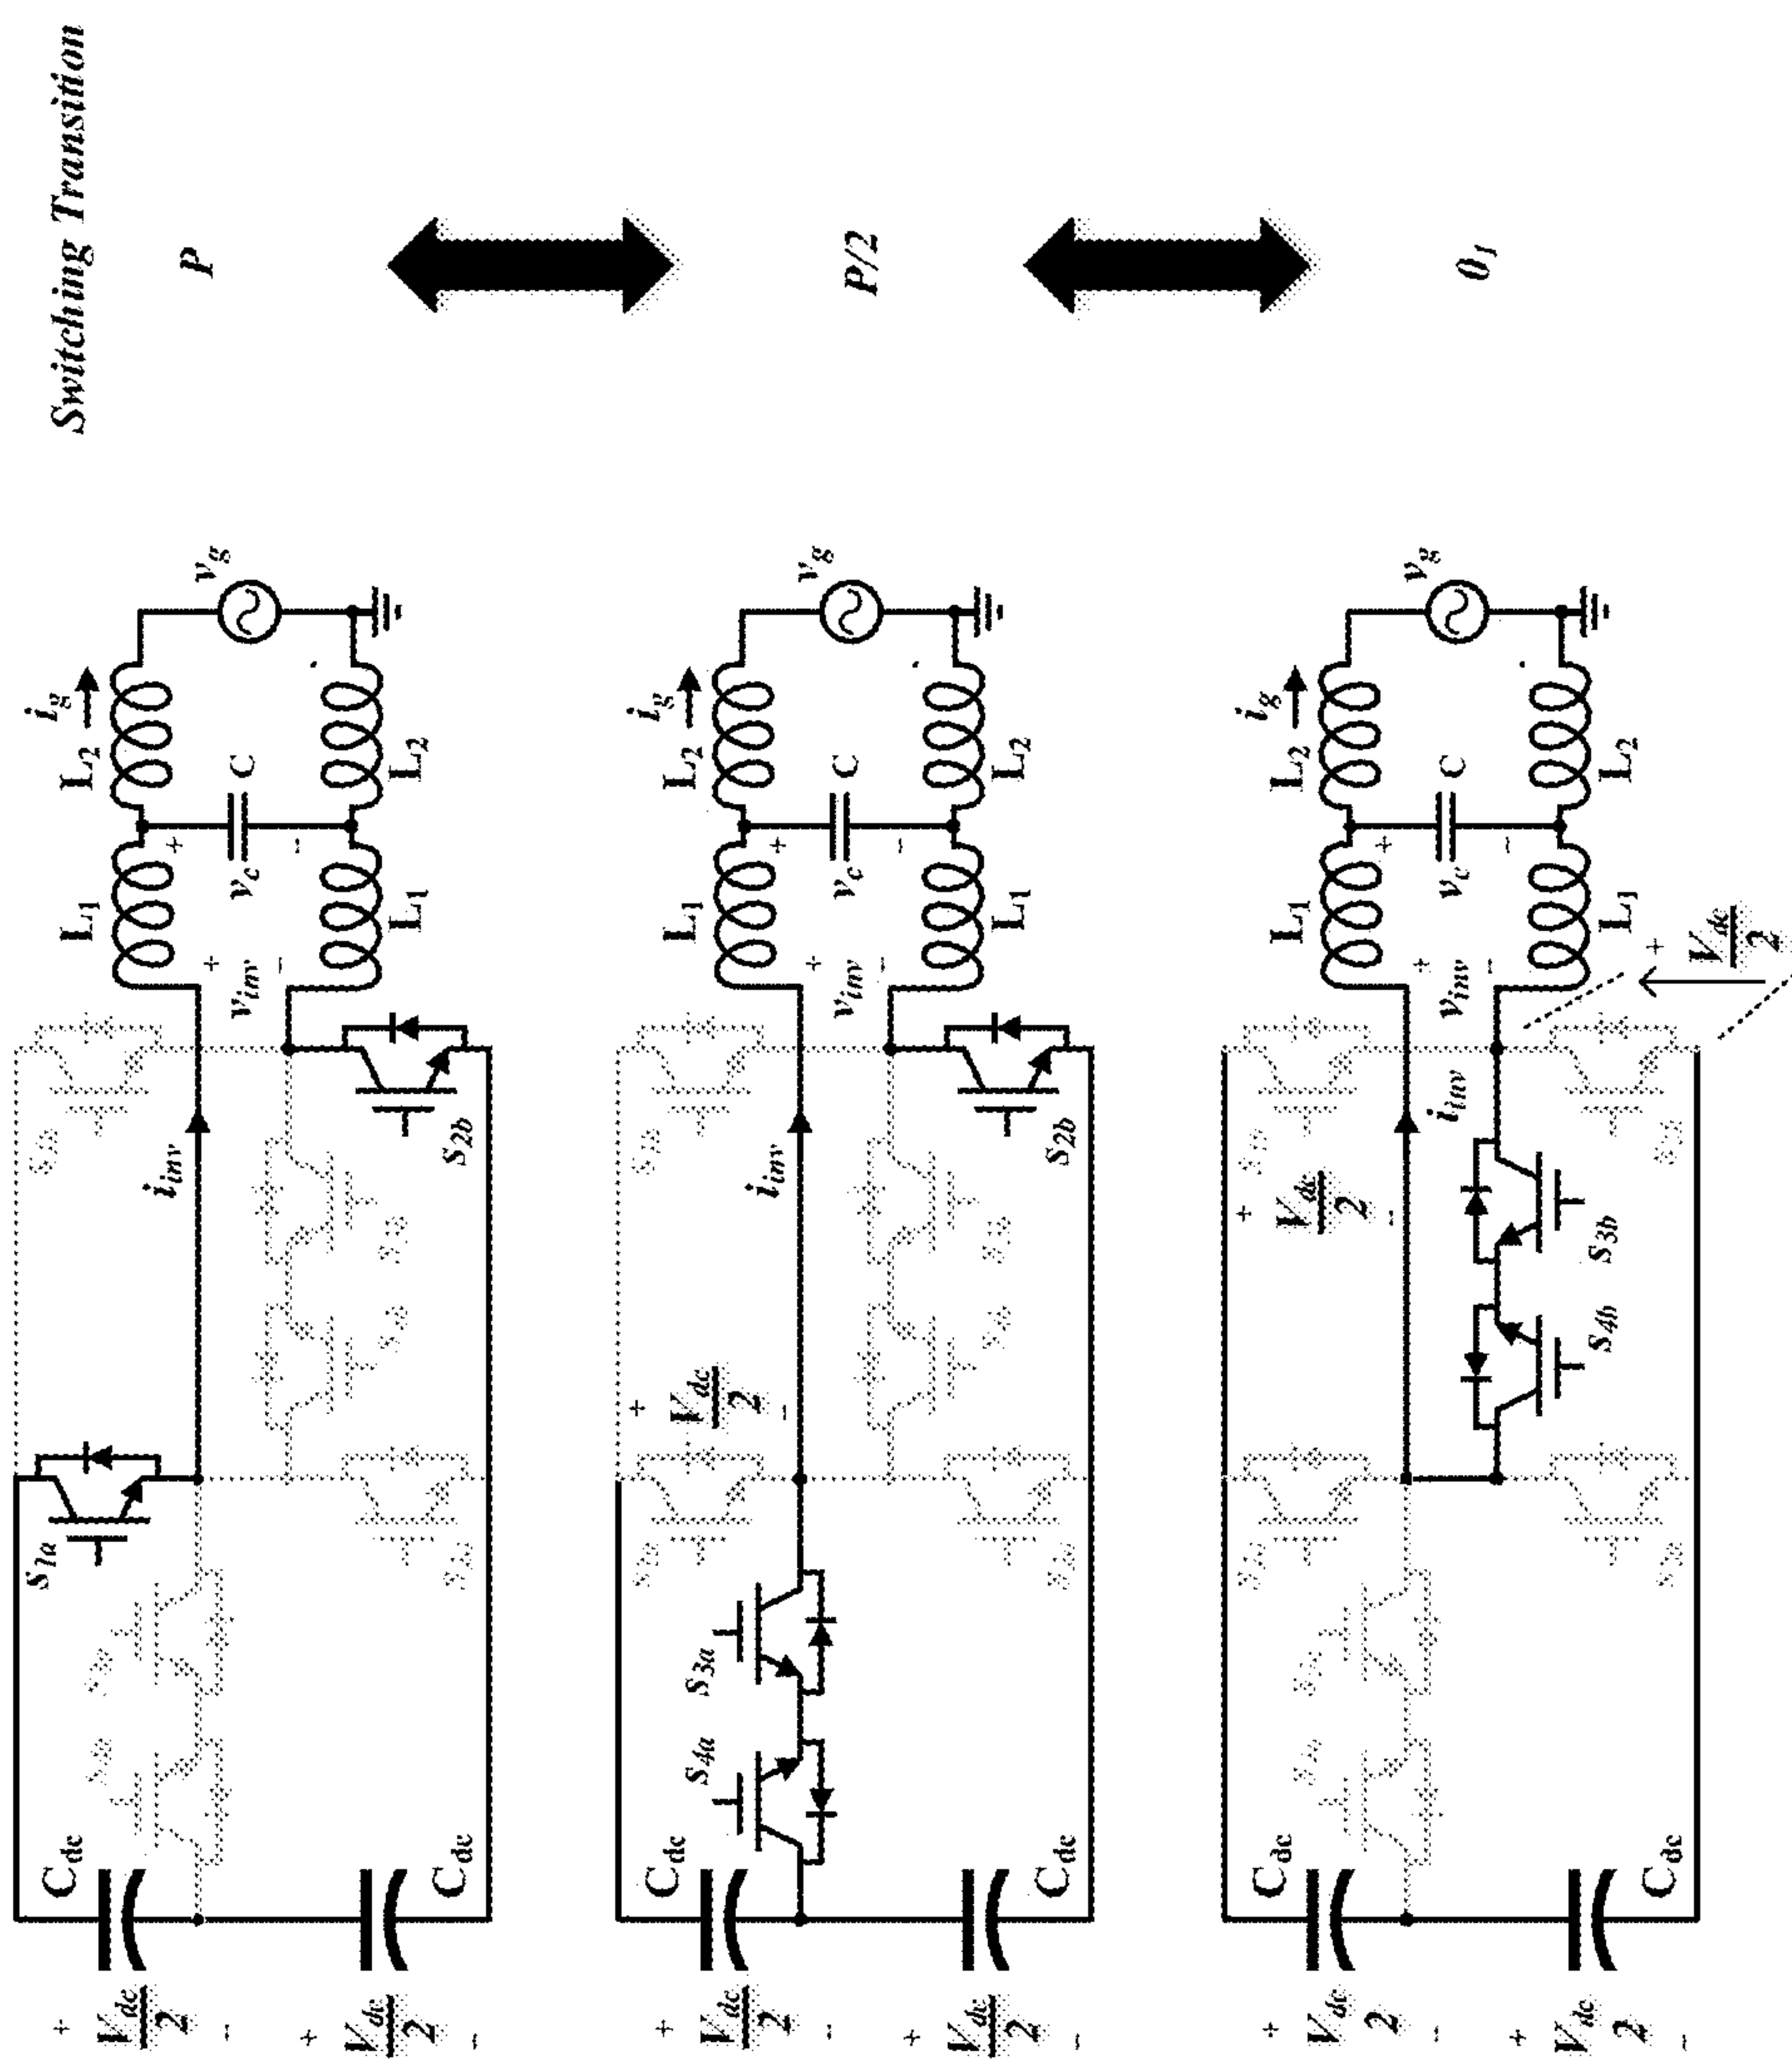 Switching Transition
P
S1a
iinv
S2b
Cdc
Cdc
+
Vdc/2
-
+
Vdc/2
-
+
vinv
-
L1
L1
+
vc
-
C
L2
L2
ig
vg
P/2
S4a
S3a
+
Vdc/2
-
iinv
S2b
Cdc
Cdc
+
Vdc/2
-
+
Vdc/2
-
+
vinv
-
L1
L1
+
vc
-
C
L2
L2
ig
vg
01
S4b
S3b
+
Vdc/2
-
iinv
Cdc
Cdc
+
Vdc/2
-
+
Vdc/2
-
+
vinv
-
+
Vdc/2
L1
L1
+
vc
-
C
L2
L2
ig
vg